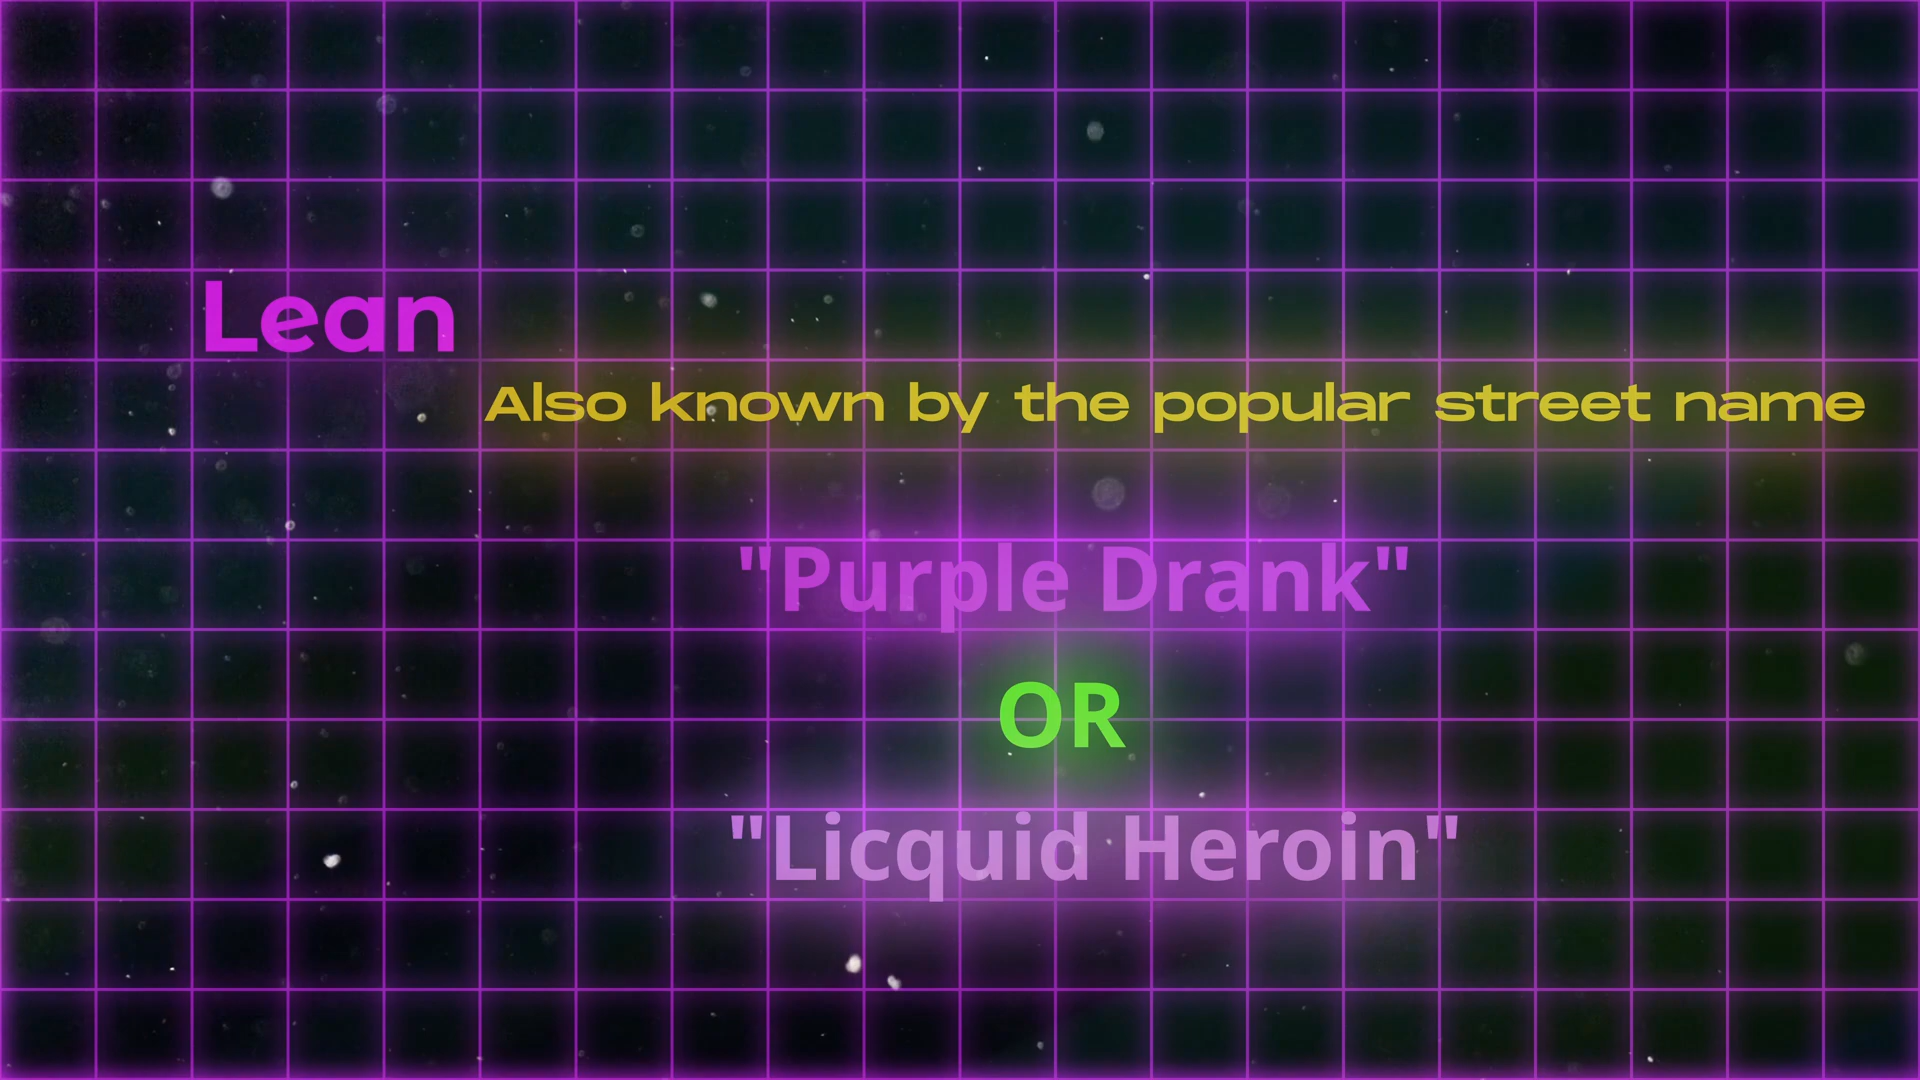 Lean
Also known by the popular street name
"Purple Drank"
OR
"Licquid Heroin"